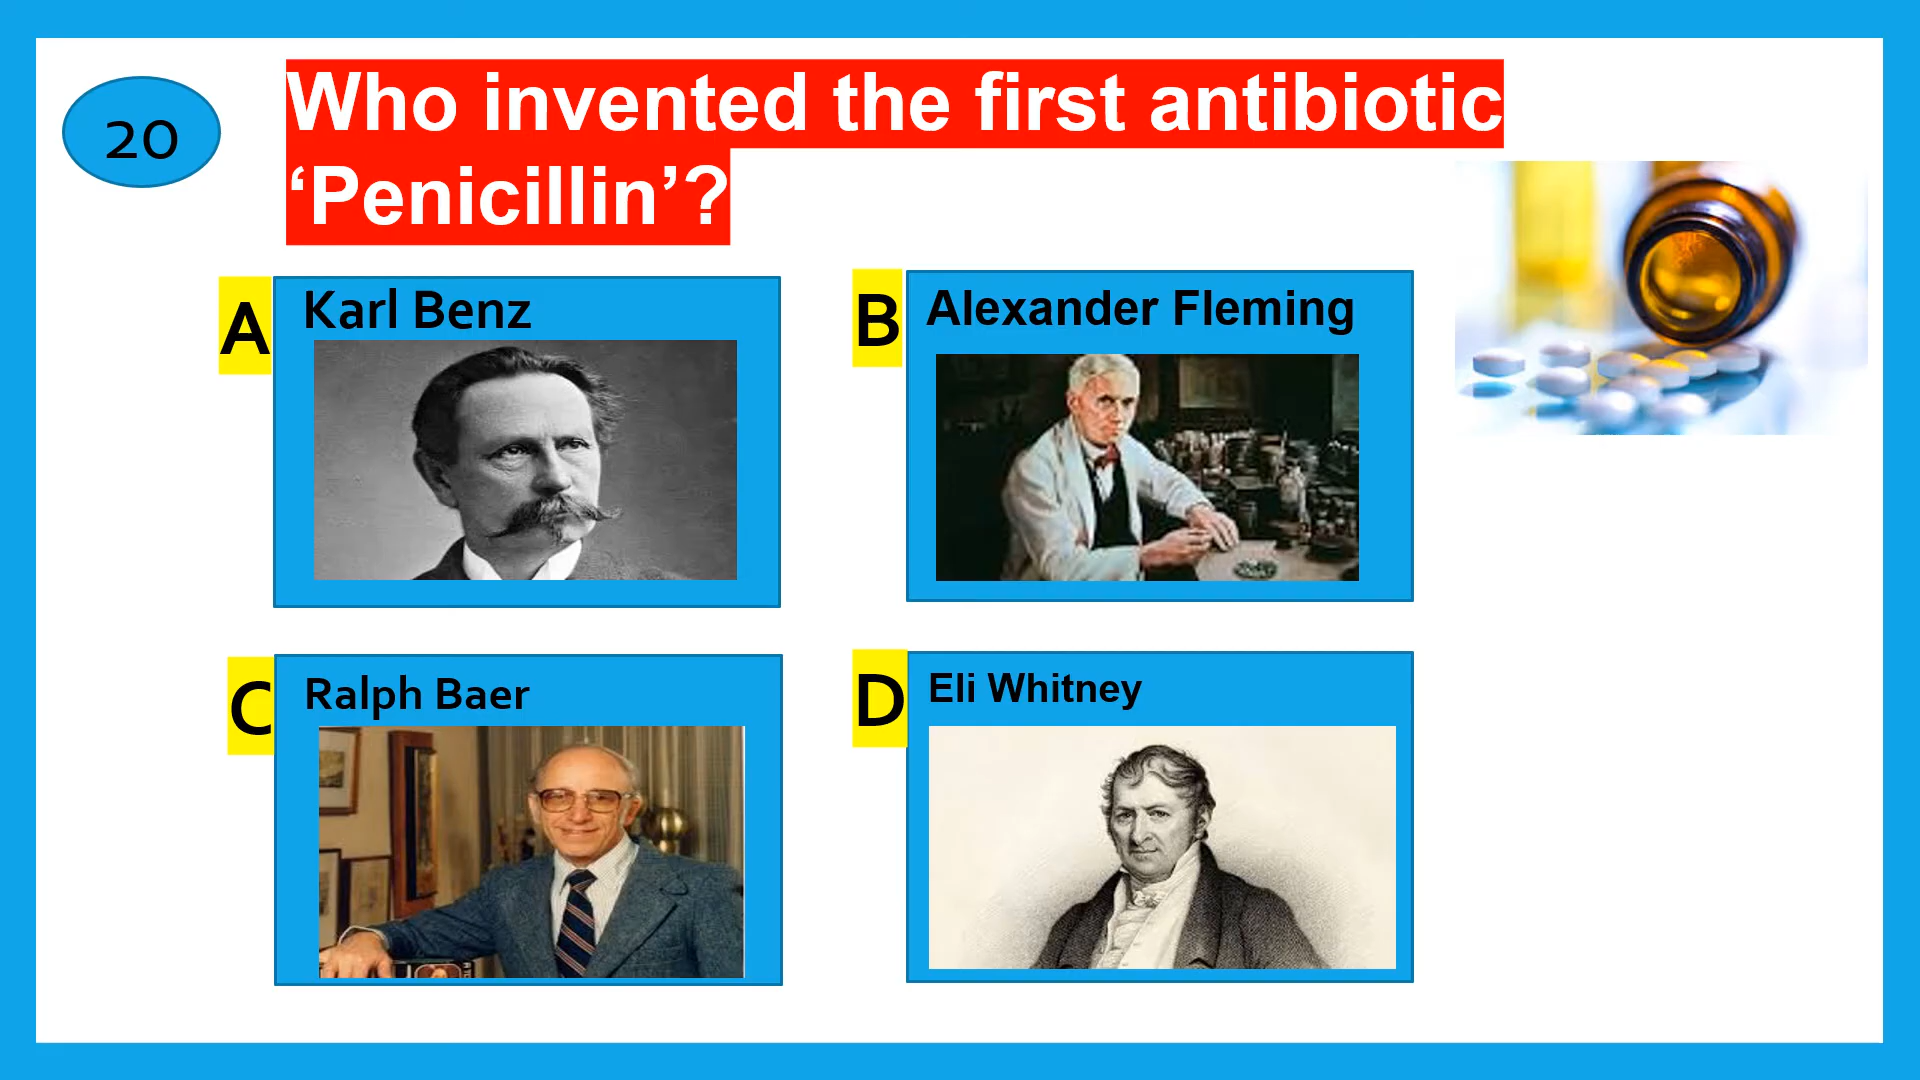 20
Who invented the first antibiotic
‘Penicillin’?
A
Karl Benz
B
Alexander Fleming
C
Ralph Baer
D
Eli Whitney